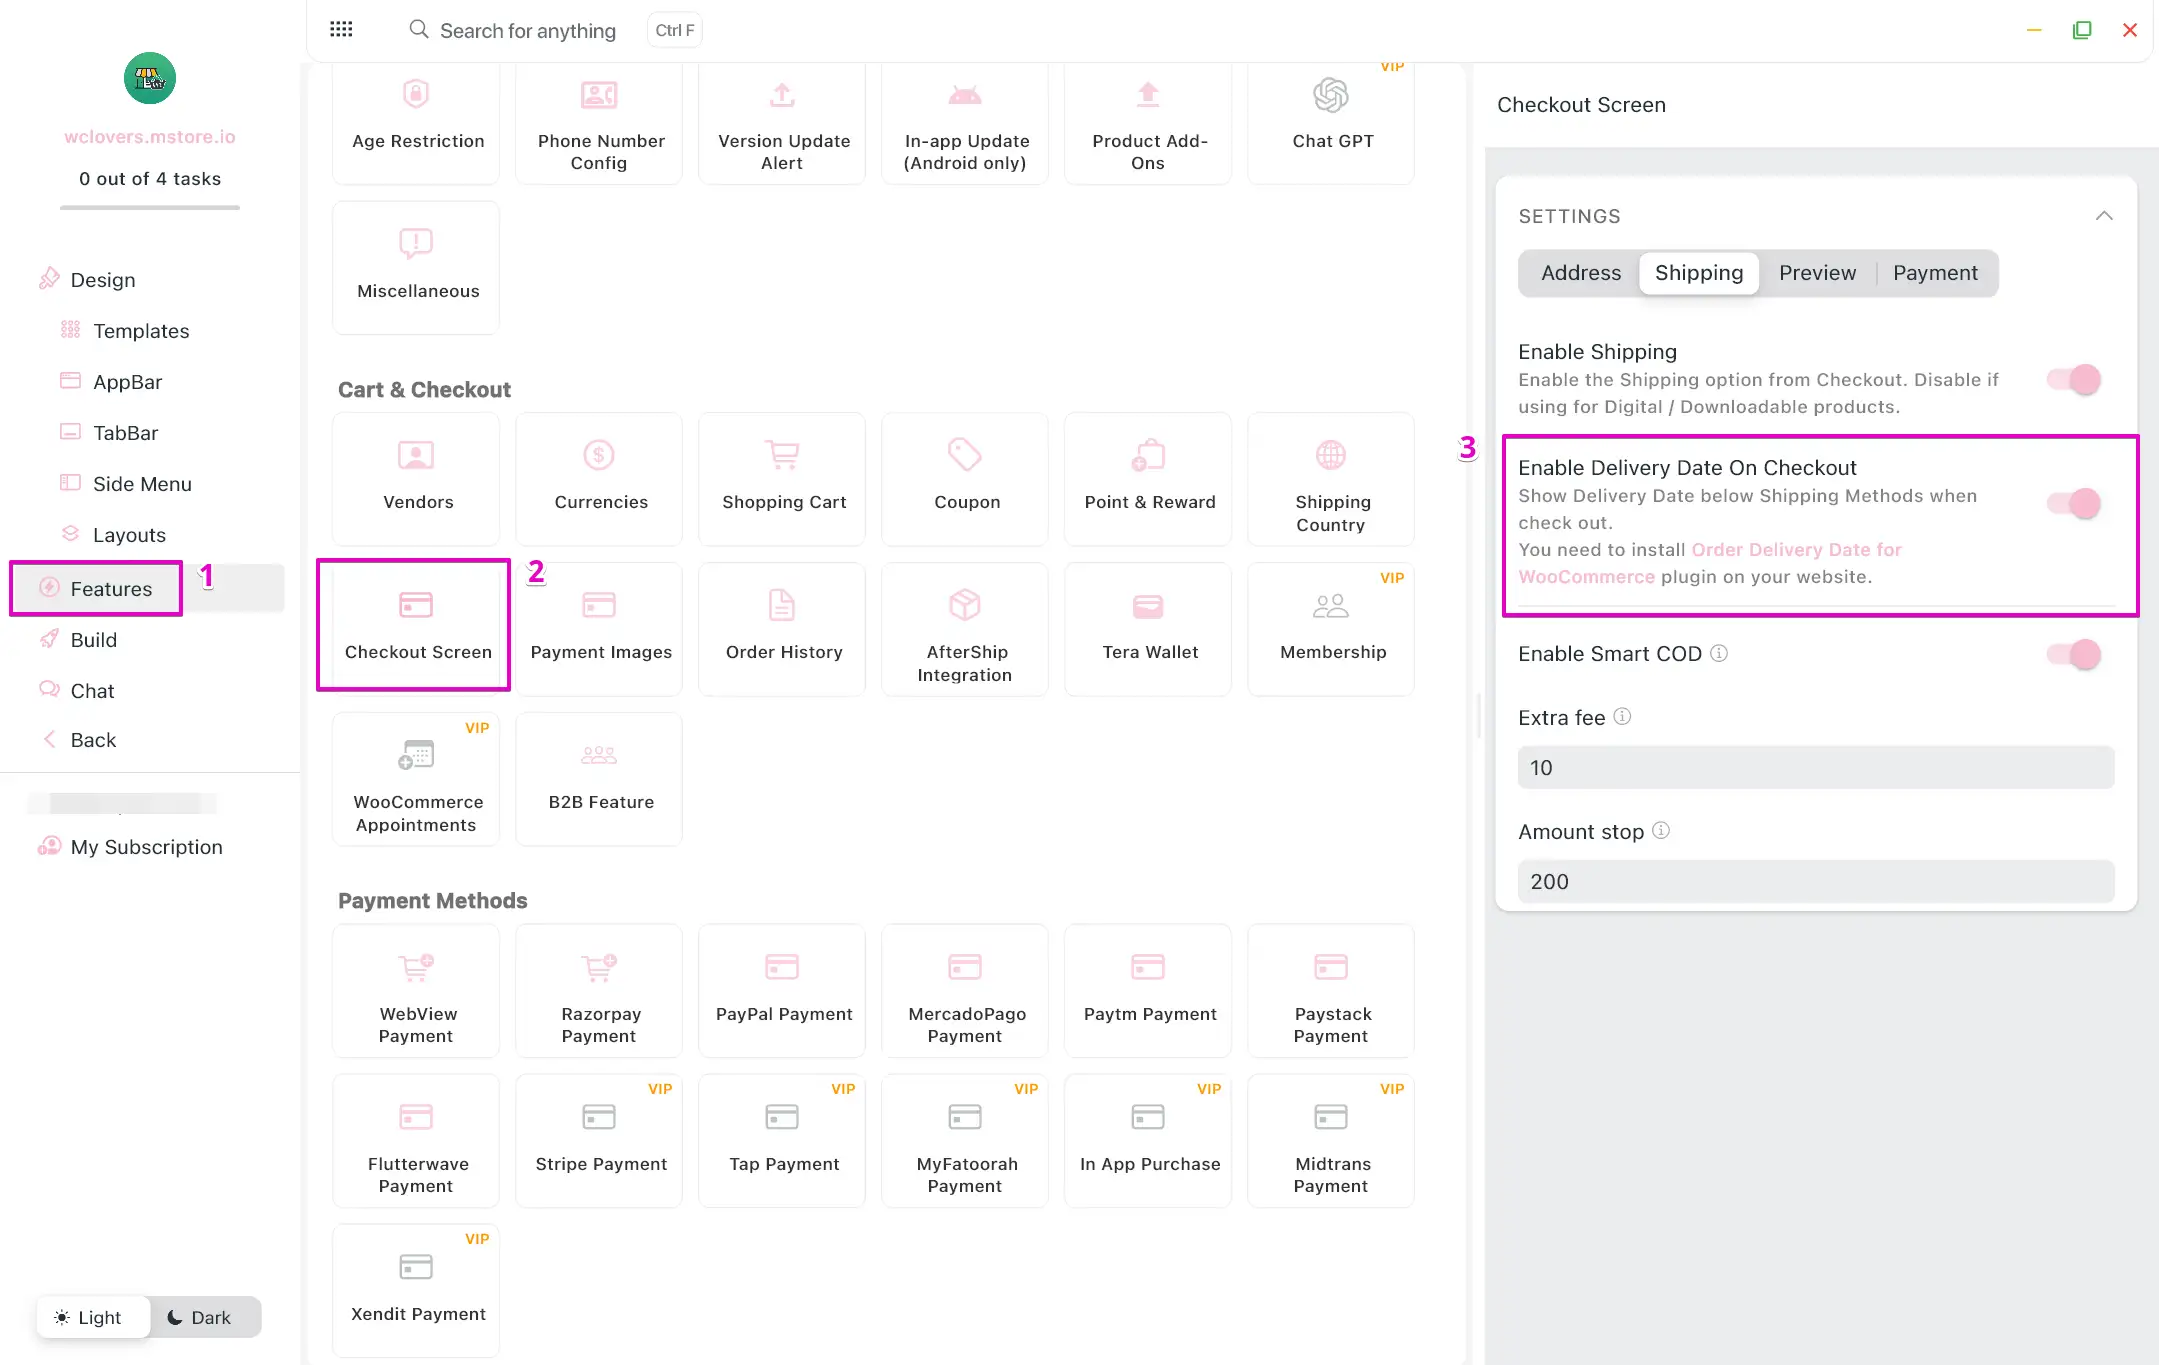 wclovers.mstore.io
0 out of 4 tasks
Design
Templates
AppBar
TabBar
Side Menu
Layouts
Features
1
Build
Chat
Back
My Subscription
Light
Dark
Search for anything
Ctrl F
Age Restriction
Phone Number
Config
Version Update
Alert
In-app Update
(Android only)
Product Add-
Ons
VIP
Chat GPT
Miscellaneous
Cart & Checkout
Vendors
Currencies
Shopping Cart
Coupon
Point & Reward
Shipping
Country
Checkout Screen
2
Payment Images
Order History
AfterShip
Integration
Tera Wallet
VIP
Membership
VIP
WooCommerce
Appointments
B2B Feature
Payment Methods
WebView
Payment
Razorpay
Payment
PayPal Payment
MercadoPago
Payment
Paytm Payment
Paystack
Payment
Flutterwave
Payment
VIP
Stripe Payment
VIP
Tap Payment
VIP
MyFatoorah
Payment
VIP
In App Purchase
VIP
Midtrans
Payment
VIP
Xendit Payment
Checkout Screen
SETTINGS
Address
Shipping
Preview
Payment
Enable Shipping
Enable the Shipping option from Checkout. Disable if
using for Digital / Downloadable products.
3
Enable Delivery Date On Checkout
Show Delivery Date below Shipping Methods when
check out.
You need to install Order Delivery Date for
WooCommerce plugin on your website.
Enable Smart COD
Extra fee
10
Amount stop
200